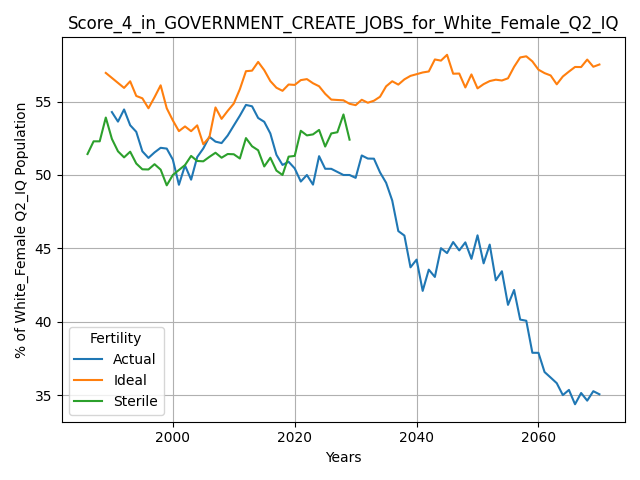 Score_4_in_GOVERNMENT_CREATE_JOBS_for_White_Female_Q2_IQ
% of White_Female Q2_IQ Population
55
50
45
40
35
Fertility
Actual
Ideal
Sterile
2000 2020 2040 2060
Years